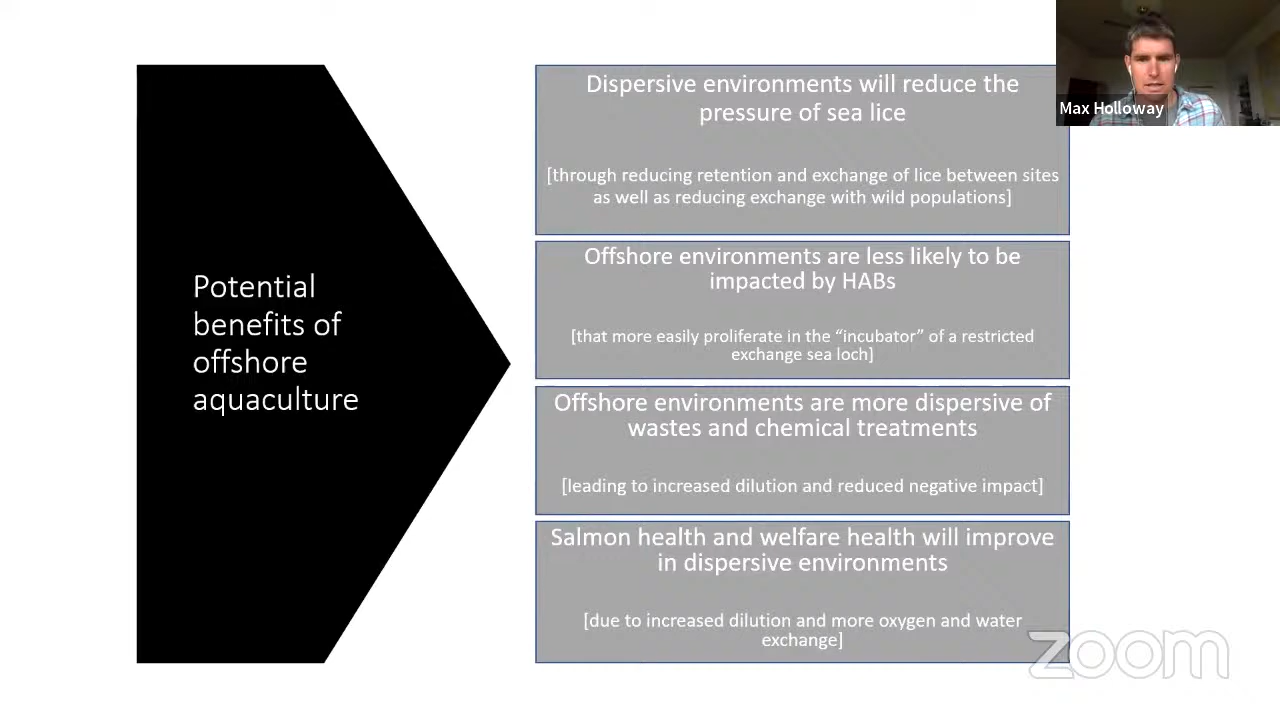 Potential
benefits of
offshore
aquaculture
Dispersive environments will reduce the
pressure of sea lice
[through reducing retention and exchange of lice between sites
as well as reducing exchange with wild populations]
Offshore environments are less likely to be
impacted by HABs
[that more easily proliferate in the “incubator” of a restricted
exchange sea loch]
Offshore environments are more dispersive of
wastes and chemical treatments
[leading to increased dilution and reduced negative impact]
Salmon health and welfare health will improve
in dispersive environments
[due to increased dilution and more oxygen and water
exchange]
Max Holloway
zoom